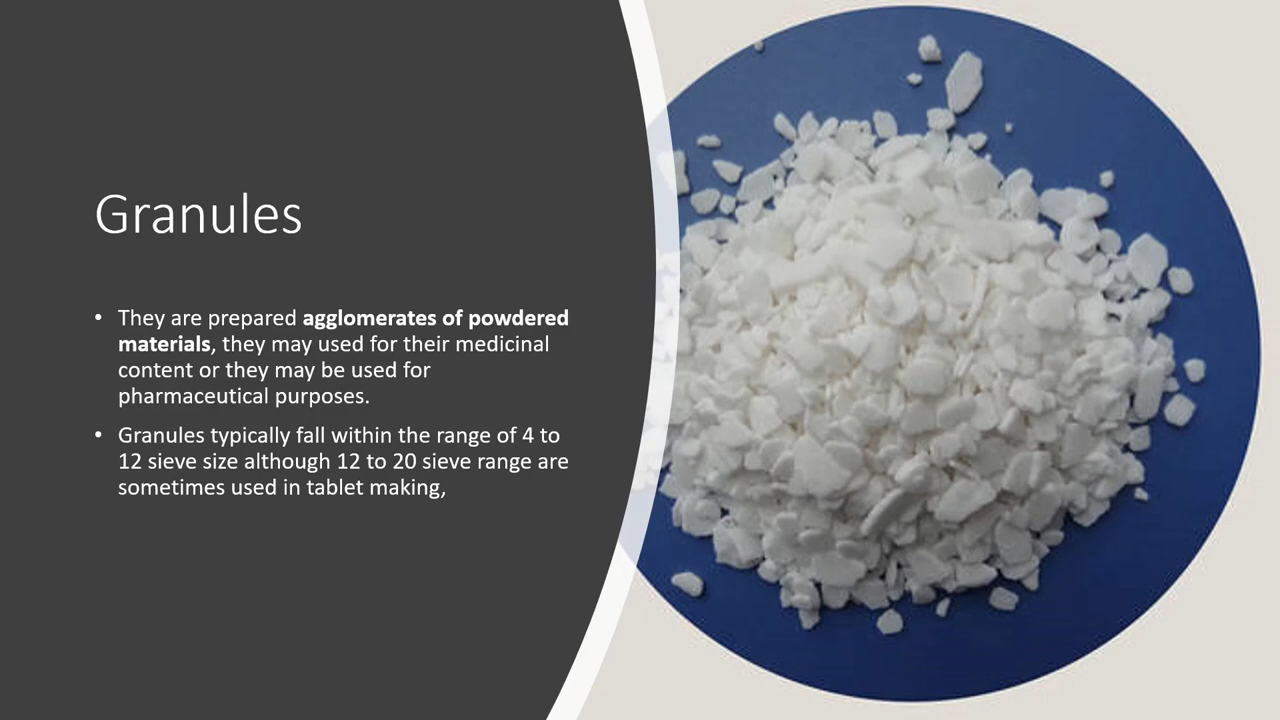 Granules
• They are prepared agglomerates of powdered
materials, they may used for their medicinal
content or they may be used for
pharmaceutical purposes.
• Granules typically fall within the range of 4 to
12 sieve size although 12 to 20 sieve range are
sometimes used in tablet making,